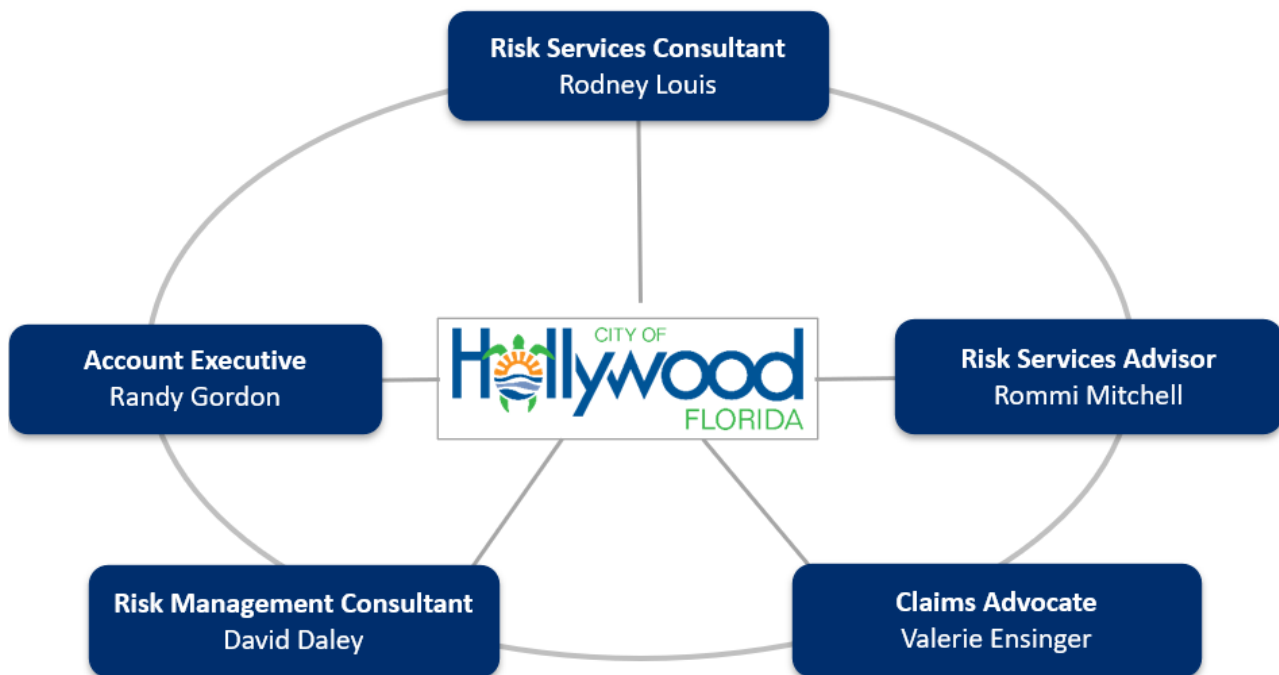 Risk Services Consultant
Rodney Louis
Account Executive
Randy Gordon
CITY OF
Hollywood
FLORIDA
Risk Services Advisor
Rommi Mitchell
Risk Management Consultant
David Daley
Claims Advocate
Valerie Ensinger